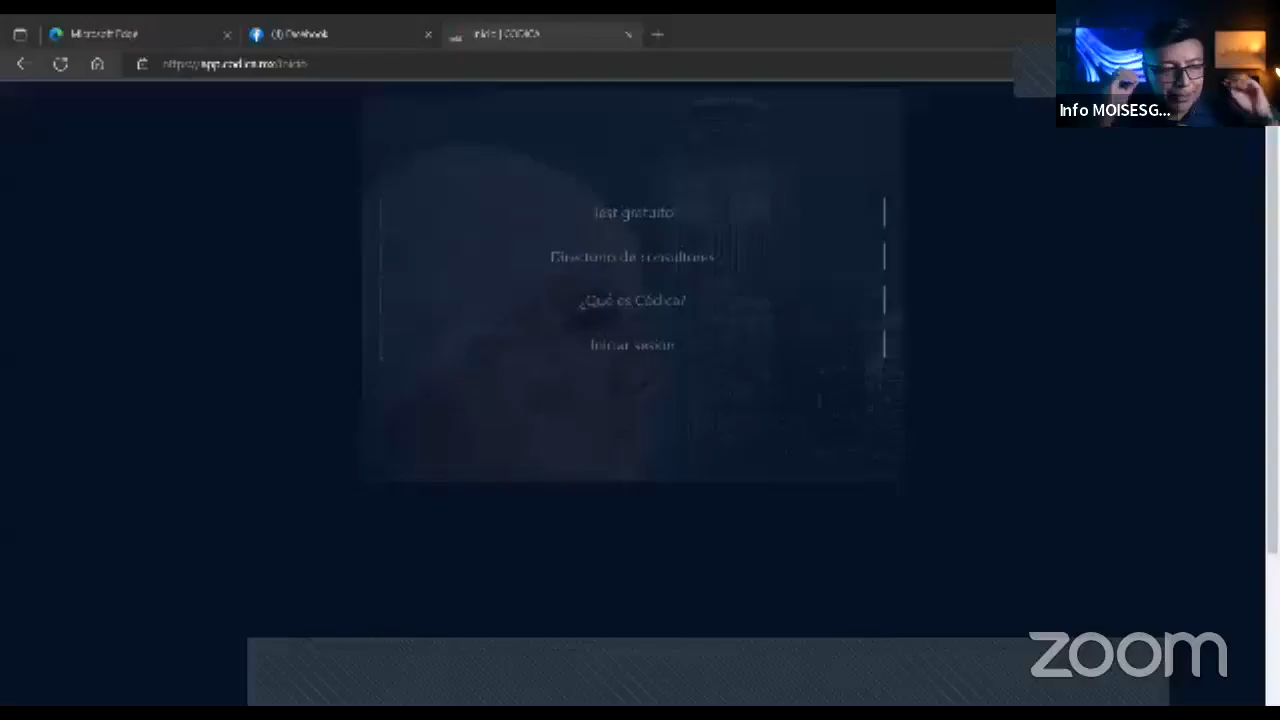 Microsoft Edge
(1) Facebook
Inicio | CÓDICA
https://app.codica.mx/Inicio
Info MOISESG...
Test gratuito
Directorio de consultores
¿Qué es Códica?
Iniciar sesión
zoom